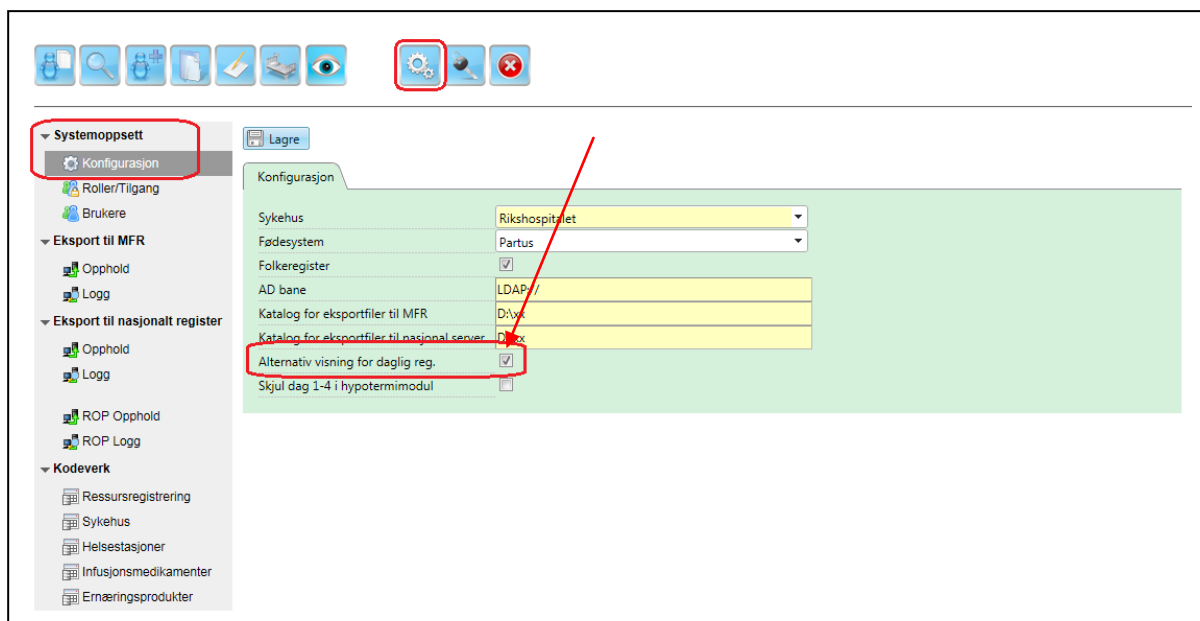 Systemoppsett
Konfigurasjon
Roller/Tilgang
Brukere
Eksport til MFR
Opphold
Logg
Eksport til nasjonalt register
Opphold
Logg
ROP Opphold
ROP Logg
Kodeverk
Ressursregistrering
Sykehus
Helsestasjoner
Infusjonsmedikamenter
Ernæringsprodukter
Lagre
Konfigurasjon
Sykehus Rikshospitalet
Fødesystem Partus
Folkeregister
AD bane LDAP://
Katalog for eksportfiler til MFR D:\xx
Katalog for eksportfiler til nasjonal server D:\xx
Alternativ visning for daglig reg.
Skjul dag 1-4 i hypotermimodul